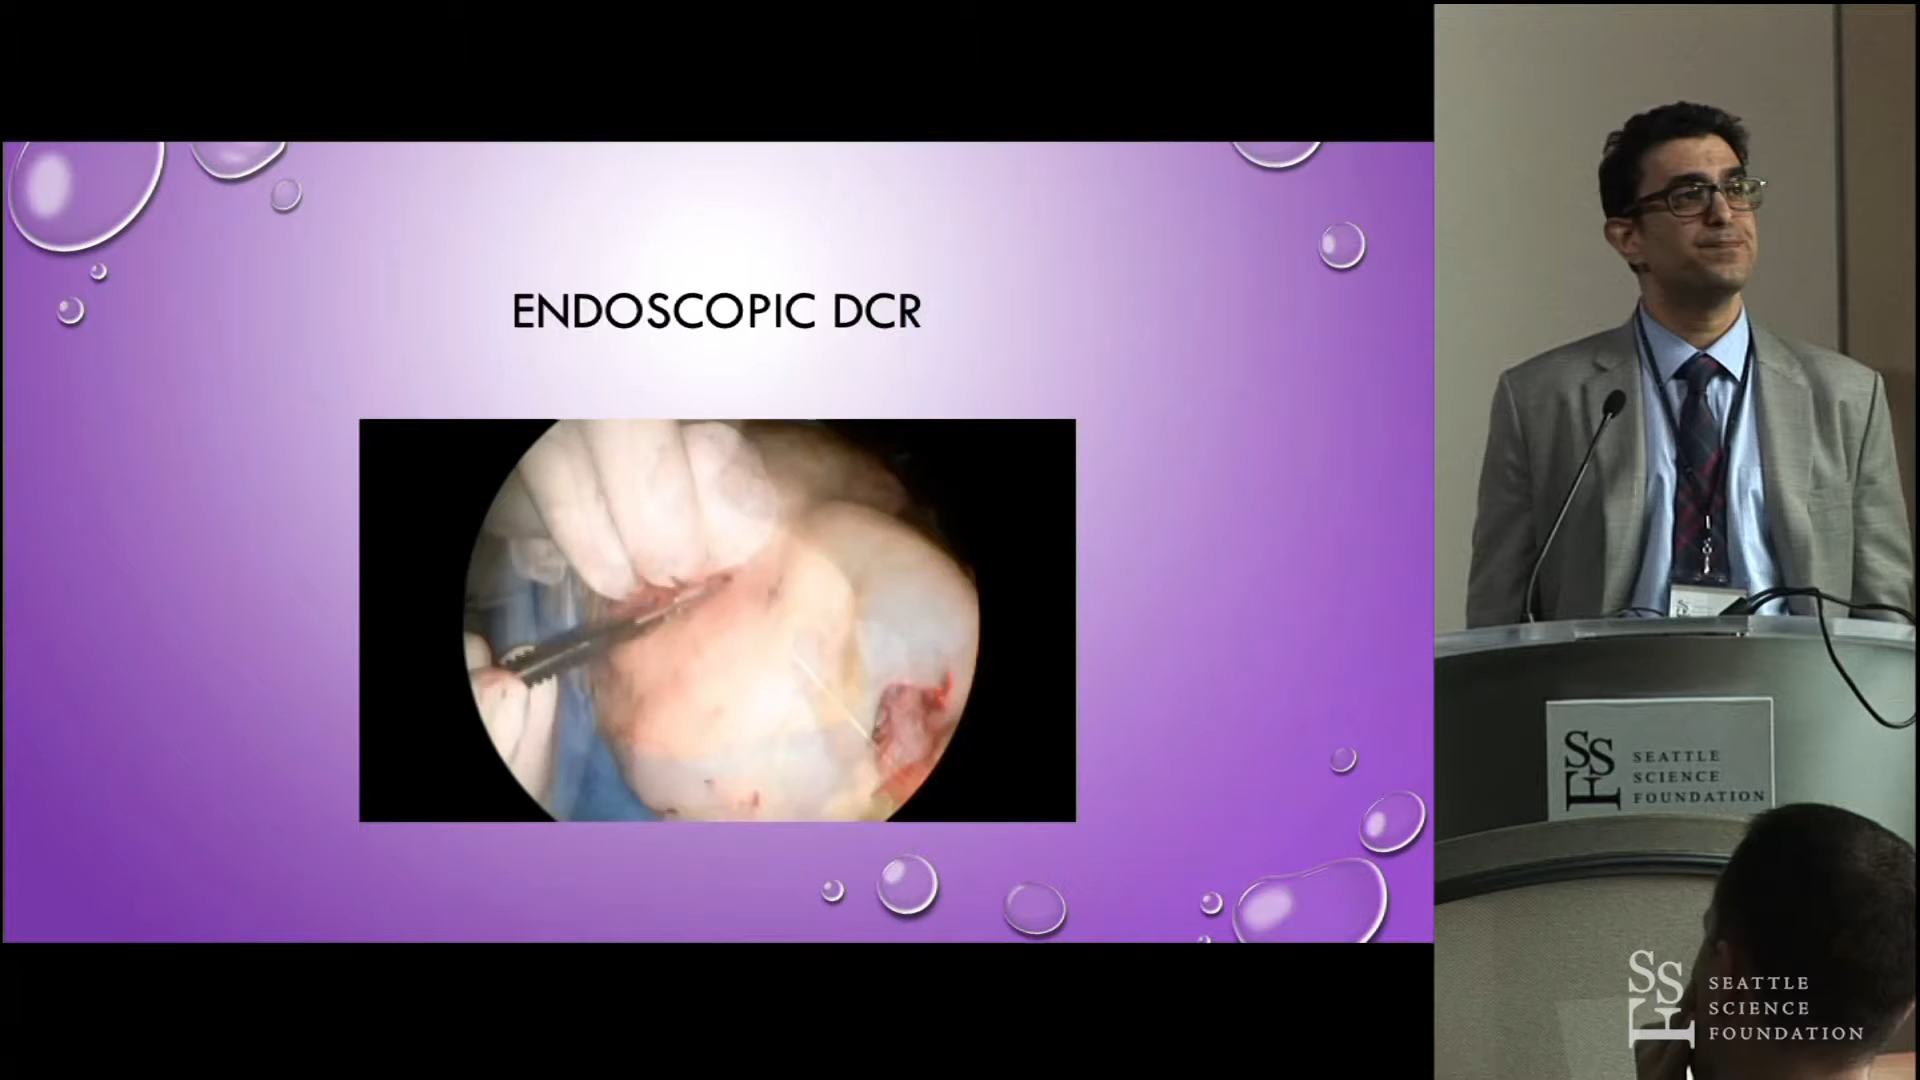 ENDOSCOPIC DCR
SSF
SEATTLE
SCIENCE
FOUNDATION
SSF
SEATTLE
SCIENCE
FOUNDATION